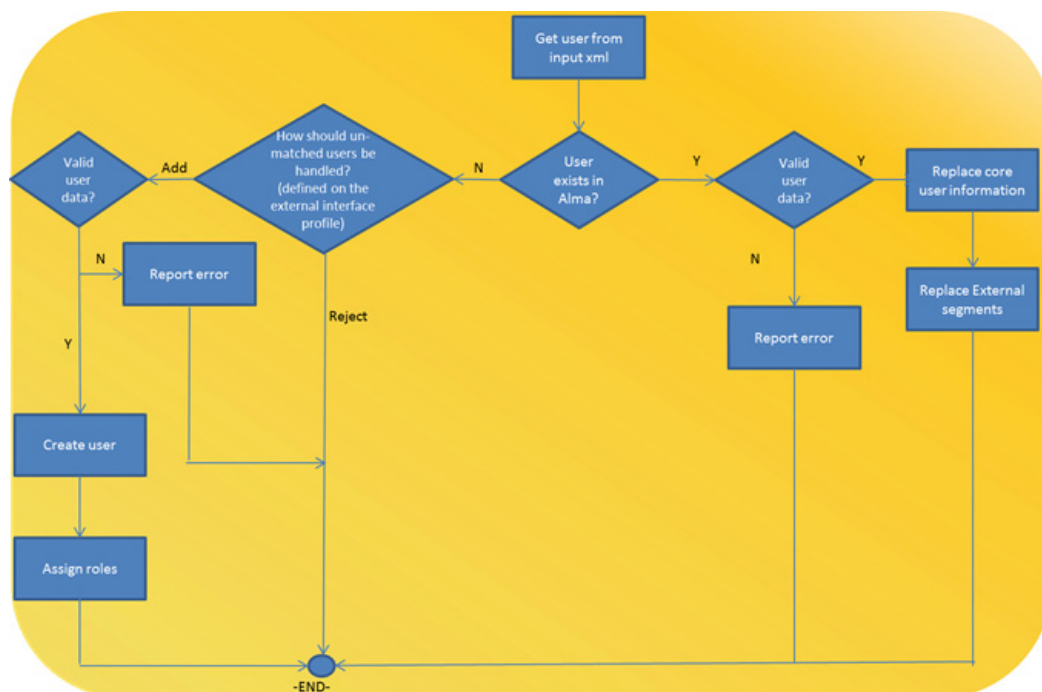 Get user from
input xml
How should un-
matched users be
handled?
(defined on the
external interface
profile)
Valid
user
data?
Add
N
User
exists in
Alma?
Y
Valid
user
data?
Y
Replace core
user information
N
Report error
Reject
Y
N
Report error
Replace External
segments
Create user
Assign roles
-END-